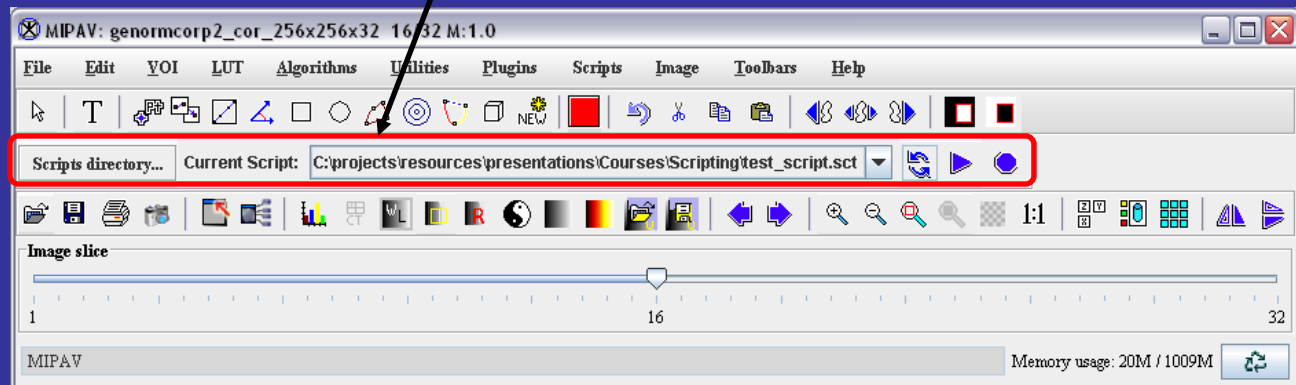 MIPAV: genormcorp2_cor_256x256x32 16/32 M:1.0
File Edit VOI LUT Algorithms Utilities Plugins Scripts Image Toolbars Help
T NEW
Scripts directory... Current Script: C:\projects\resources\presentations\Courses\Scripting\test_script.sct
CT WL R 1:1 Z Y X
Image slice
1 16 32
MIPAV Memory usage: 20M / 1009M